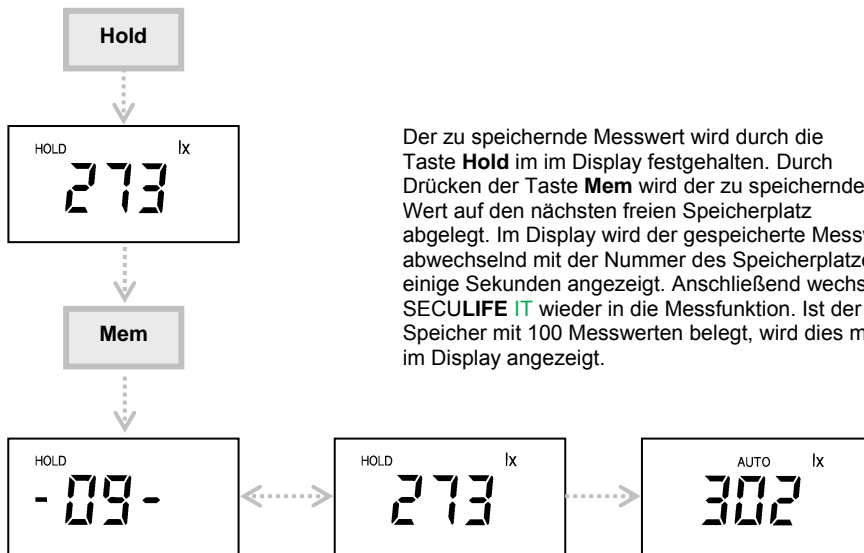 Hold
HOLD lx
273
Der zu speichernde Messwert wird durch die
Taste Hold im im Display festgehalten. Durch
Drücken der Taste Mem wird der zu speichernde
Wert auf den nächsten freien Speicherplatz
abgelegt. Im Display wird der gespeicherte
abwechselnd mit der Nummer des
einige Sekunden angezeigt. Anschließend
SECULIFE IT wieder in die Messfunktion. Ist der
Speicher mit 100 Messwerten belegt, wird dies
im Display angezeigt.
Mem
HOLD
-09-
HOLD lx
273
AUTO lx
302